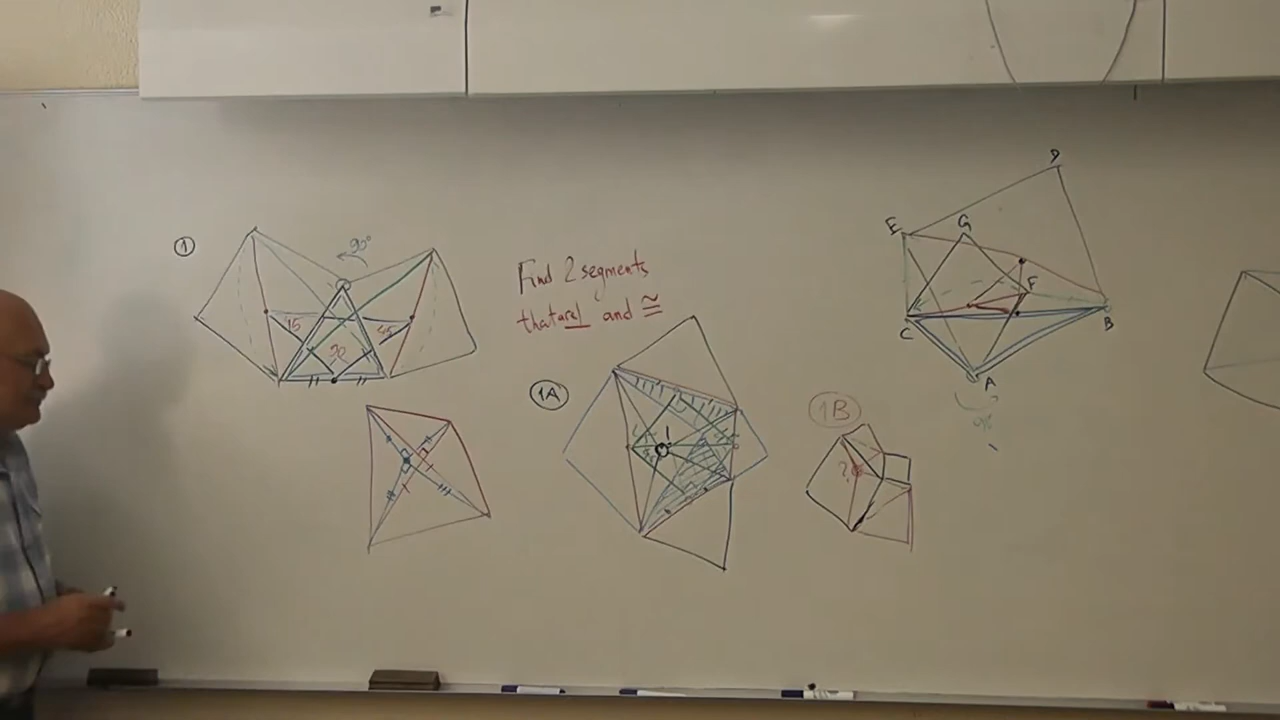 ①
90°
15
30
45
Find 2 segments
that are ⊥ and ≅
1A
1B
?
D
E
G
F
C
B
A